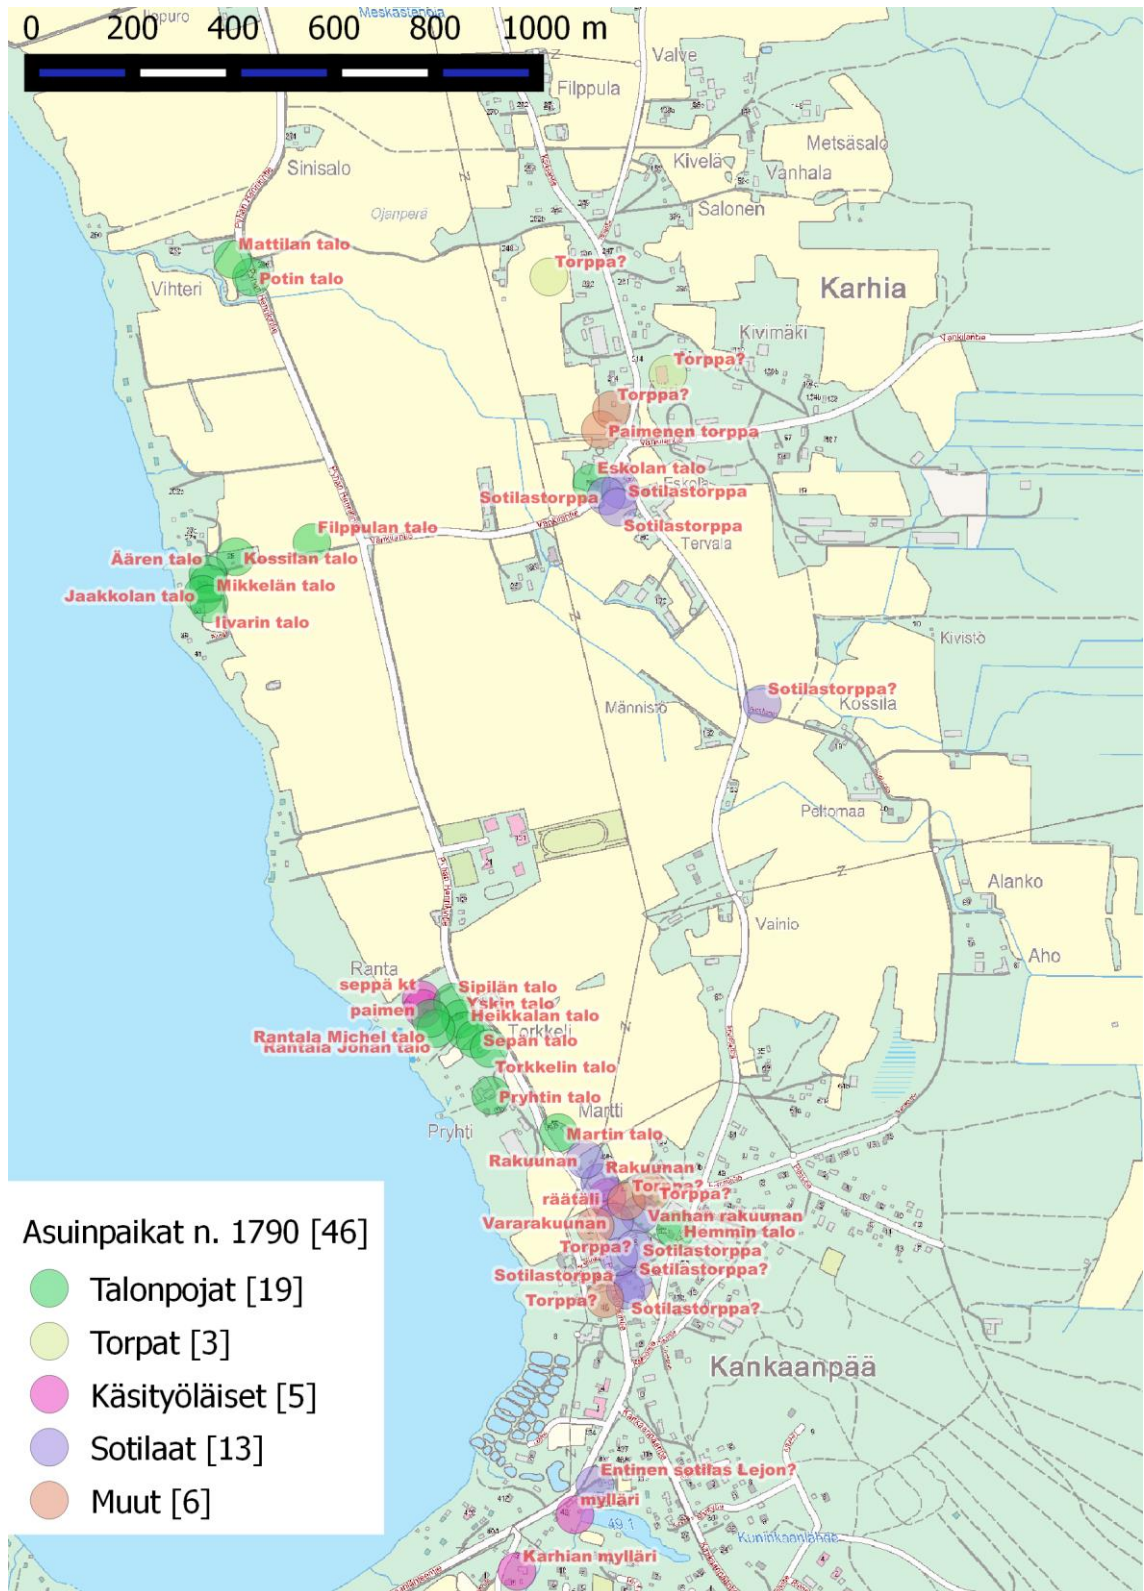 0 200 400 600 800 1000 m
Meskästenoja
Valve
Filppula
Metsäsalo
Kivelä
Vanhala
Sinisalo
Salonen
Ojanperä
Mattilan talo
Torppa?
Potin talo
Vihteri
Karhia
Kivimäki
Vankilantie
Torppa?
Torppa?
Paimenen torppa
Eskolan talo
Eskola
Sotilastorppa
Sotilastorppa
Sotilastorppa
Filppulan talo
Tervala
Äären talo
Kossilan talo
Mikkelän talo
Jaakkolan talo
Iivarin talo
Kivistö
Sotilastorppa?
Männistö
Kossila
Peltomaa
Alanko
Vainio
Aho
Ranta
seppä kt
Sipilän talo
Yskin talo
paimen
Heikkalan talo
Torkkeli
Rantala Michel talo
Sepän talo
Rantala Johan talo
Torkkelin talo
Pryhtin talo
Martti
Pryhti
Martin talo
Rakuunan
Rakuunan
Torppa?
räätäli
Torppa?
Vararakuunan
Vanhan rakuunan
Hemmin talo
Torppa?
Sotilastorppa
Sotilastorppa
Sotilastorppa?
Torppa?
Sotilastorppa?
Kankaanpää
Entinen sotilas Lejon?
mylläri
49.1
Kuninkaanlähde
Karhian mylläri
Asuinpaikat n. 1790 [46]
Talonpojat [19]
Torpat [3]
Käsityöläiset [5]
Sotilaat [13]
Muut [6]